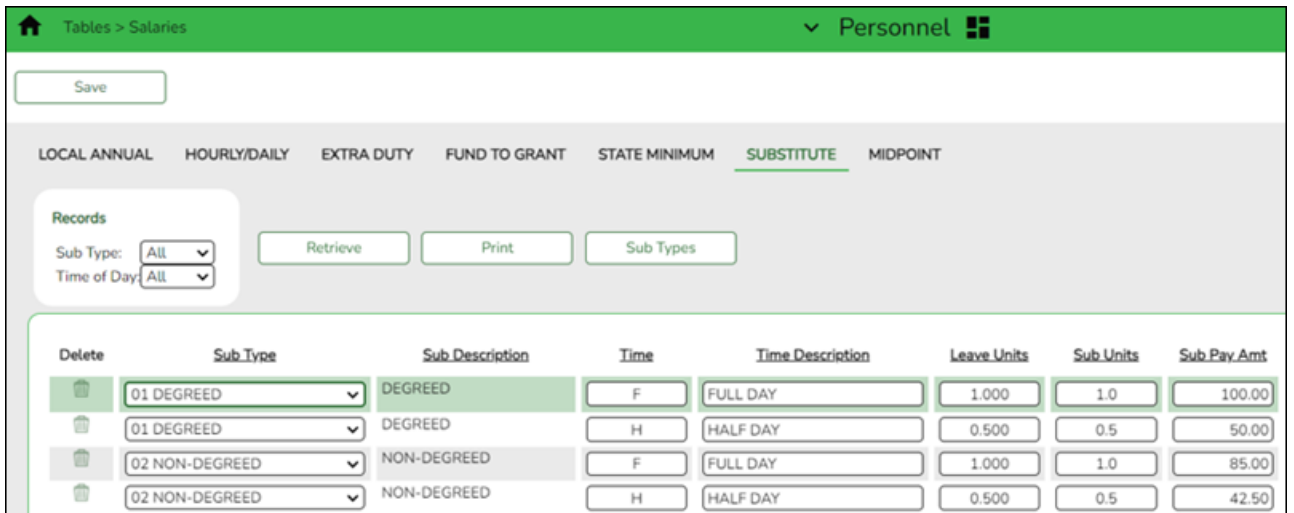 Tables > Salaries Personnel
Save
LOCAL ANNUAL HOURLY/DAILY EXTRA DUTY FUND TO GRANT STATE MINIMUM SUBSTITUTE MIDPOINT
Records
Sub Type: All Retrieve Print Sub Types
Time of Day: All
Delete Sub Type Sub Description Time Time Description Leave Units Sub Units Sub Pay Amt
01 DEGREED DEGREED F FULL DAY 1.000 1.0 100.00
01 DEGREED DEGREED H HALF DAY 0.500 0.5 50.00
02 NON-DEGREED NON-DEGREED F FULL DAY 1.000 1.0 85.00
02 NON-DEGREED NON-DEGREED H HALF DAY 0.500 0.5 42.50